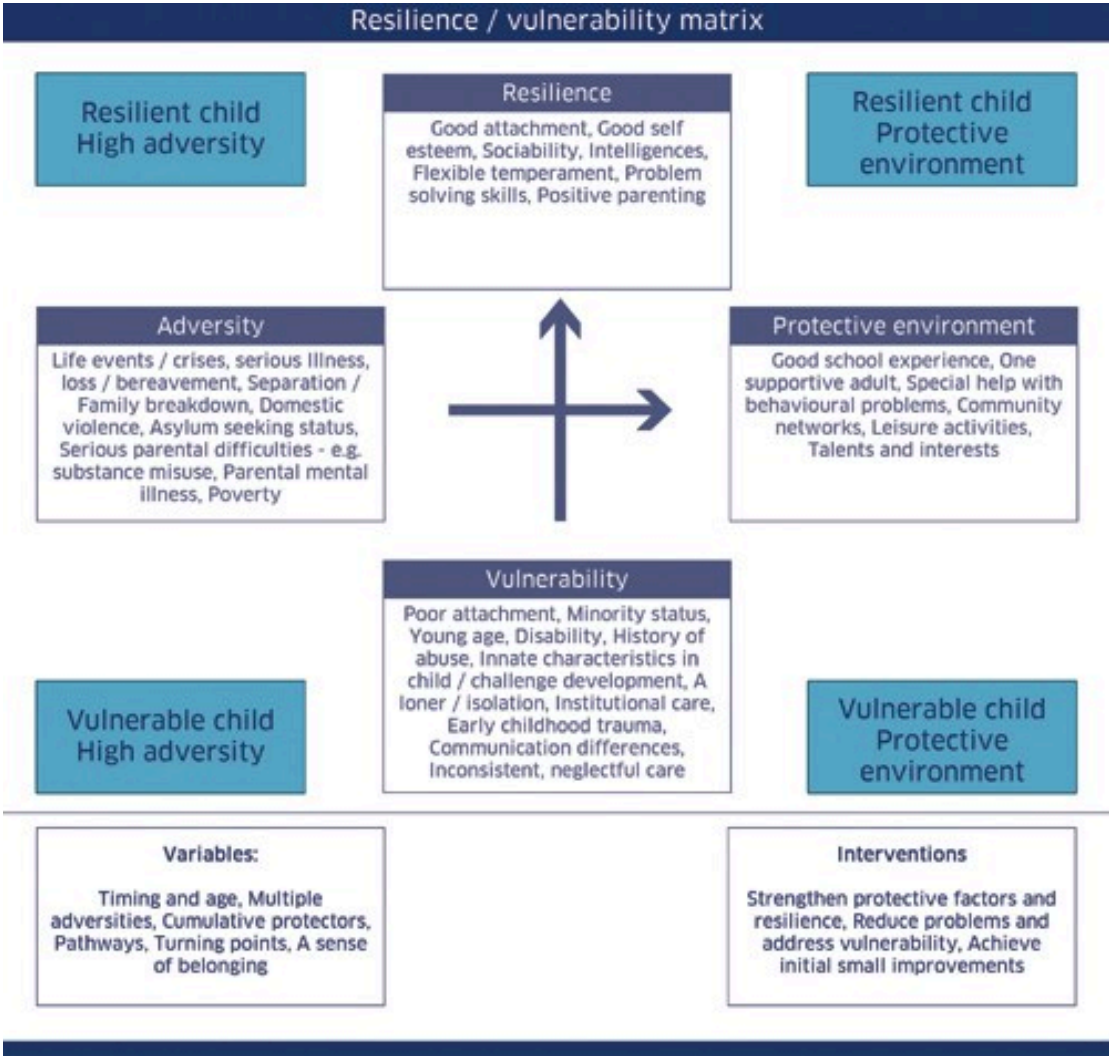 Resilience / vulnerability matrix
Resilient child
High adversity
Resilience
Good attachment, Good self
esteem, Sociability, Intelligences,
Flexible temperament, Problem
solving skills, Positive parenting
Resilient child
Protective
environment
Adversity
Life events / crises, serious Illness,
loss / bereavement, Separation /
Family breakdown, Domestic
violence, Asylum seeking status,
Serious parental difficulties - e.g.
substance misuse, Parental mental
illness, Poverty
Protective environment
Good school experience, One
supportive adult, Special help with
behavioural problems, Community
networks, Leisure activities,
Talents and interests
Vulnerability
Poor attachment, Minority status,
Young age, Disability, History of
abuse, Innate characteristics in
child / challenge development, A
loner / isolation, Institutional care,
Early childhood trauma,
Communication differences,
Inconsistent, neglectful care
Vulnerable child
High adversity
Vulnerable child
Protective
environment
Variables:
Timing and age, Multiple
adversities, Cumulative protectors,
Pathways, Turning points, A sense
of belonging
Interventions
Strengthen protective factors and
resilience, Reduce problems and
address vulnerability, Achieve
initial small improvements